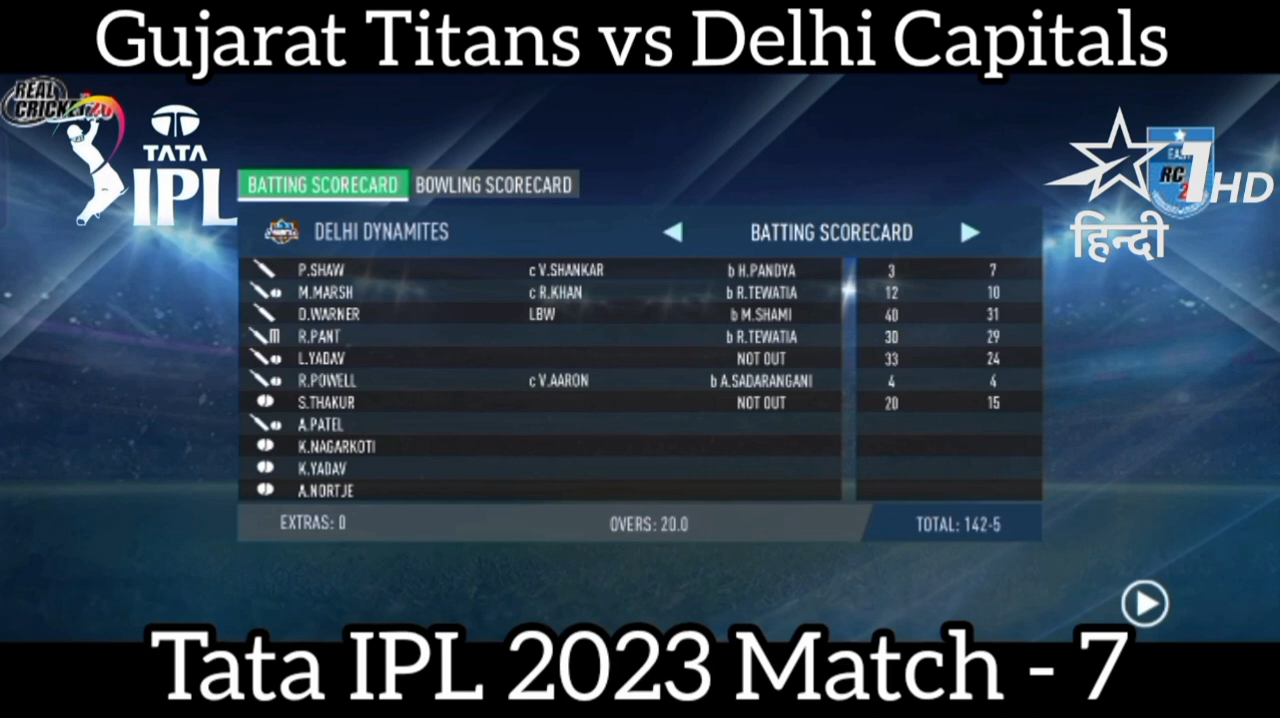 Gujarat Titans vs Delhi Capitals
REAL
CRICKET 20
TATA
IPL
1HD
RC
हिन्दी
BATTING SCORECARD BOWLING SCORECARD
DELHI DYNAMITES BATTING SCORECARD
P.SHAW c V.SHANKAR b H.PANDYA 3 7
M.MARSH c R.KHAN b R.TEWATIA 12 10
D.WARNER LBW b M.SHAMI 40 31
R.PANT b R.TEWATIA 30 29
L.YADAV NOT OUT 33 24
R.POWELL c V.AARON b A.SADARANGANI 4 4
S.THAKUR NOT OUT 20 15
A.PATEL
K.NAGARKOTI
K.YADAV
A.NORTJE
EXTRAS: 0 OVERS: 20.0 TOTAL: 142-5
Tata IPL 2023 Match - 7